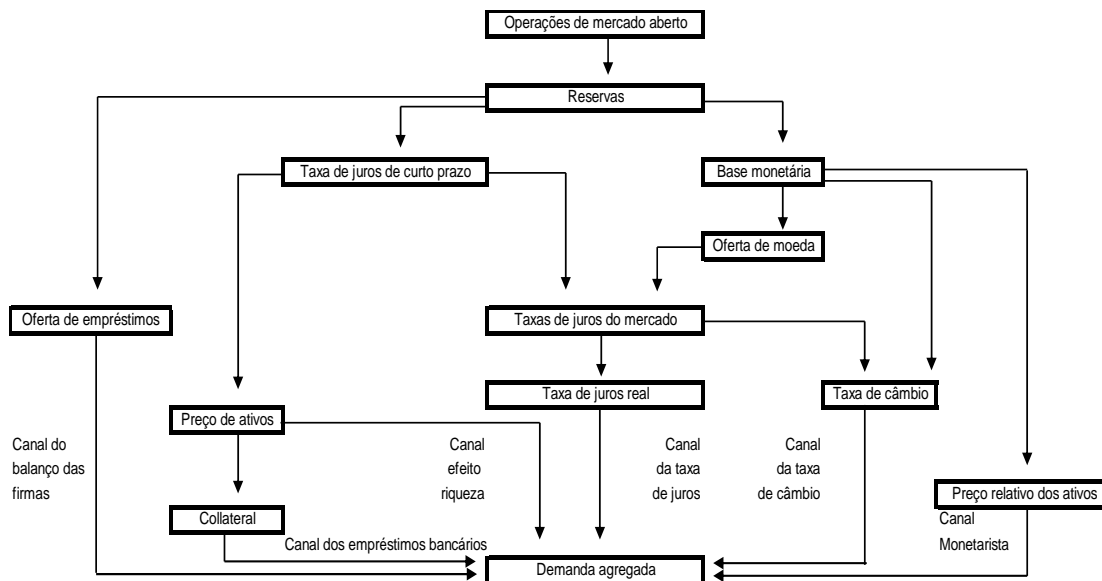 Operações de mercado aberto
Reservas
Taxa de juros de curto prazo
Base monetária
Oferta de moeda
Oferta de empréstimos
Taxas de juros do mercado
Taxa de juros real
Taxa de câmbio
Preço de ativos
Canal do
balanço das
firmas
Canal
efeito
riqueza
Canal
da taxa
de juros
Canal
da taxa
de câmbio
Preço relativo dos ativos
Collateral
Canal
Monetarista
Canal dos empréstimos bancários
Demanda agregada